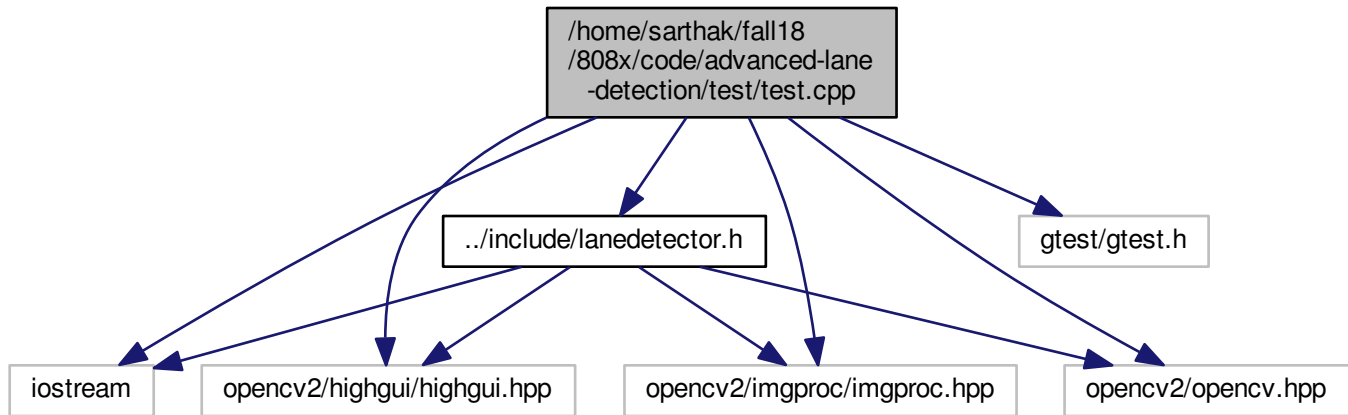 /home/sarthak/fall18
/808x/code/advanced-lane
-detection/test/test.cpp
../include/lanedetector.h
gtest/gtest.h
iostream
opencv2/highgui/highgui.hpp
opencv2/imgproc/imgproc.hpp
opencv2/opencv.hpp